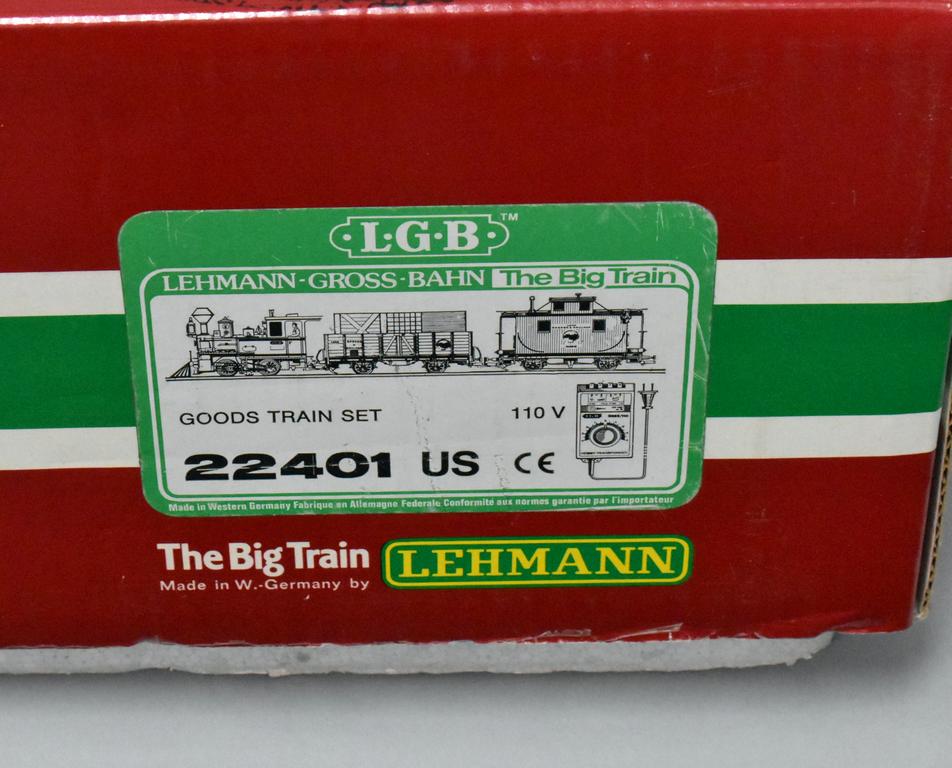 L·G·B ™
LEHMANN-GROSS-BAHN The Big Train
GOODS TRAIN SET 110 V
22401 US CE
Made in Western Germany Fabrique en Allemagne Federale Conformité aux normes garantie par l'importateur
The Big Train LEHMANN
Made in W.-Germany by